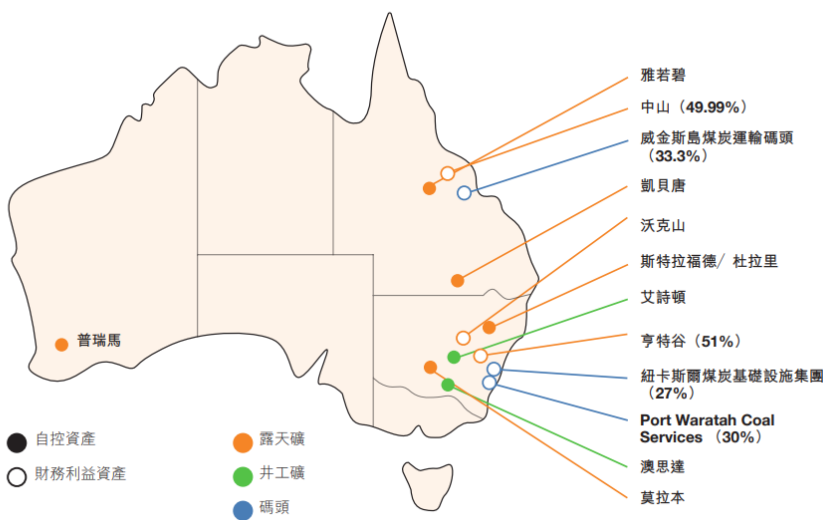 雅若碧
中山（49.99%）
威金斯島煤炭運輸碼頭
（33.3%）
凱貝唐
沃克山
斯特拉福德/ 杜拉里
艾詩頓
亨特谷（51%）
紐卡斯爾煤炭基礎設施集團
（27%）
Port Waratah Coal
Services （30%）
澳思達
莫拉本
普瑞馬
自控資產
財務利益資產
露天礦
井工礦
碼頭